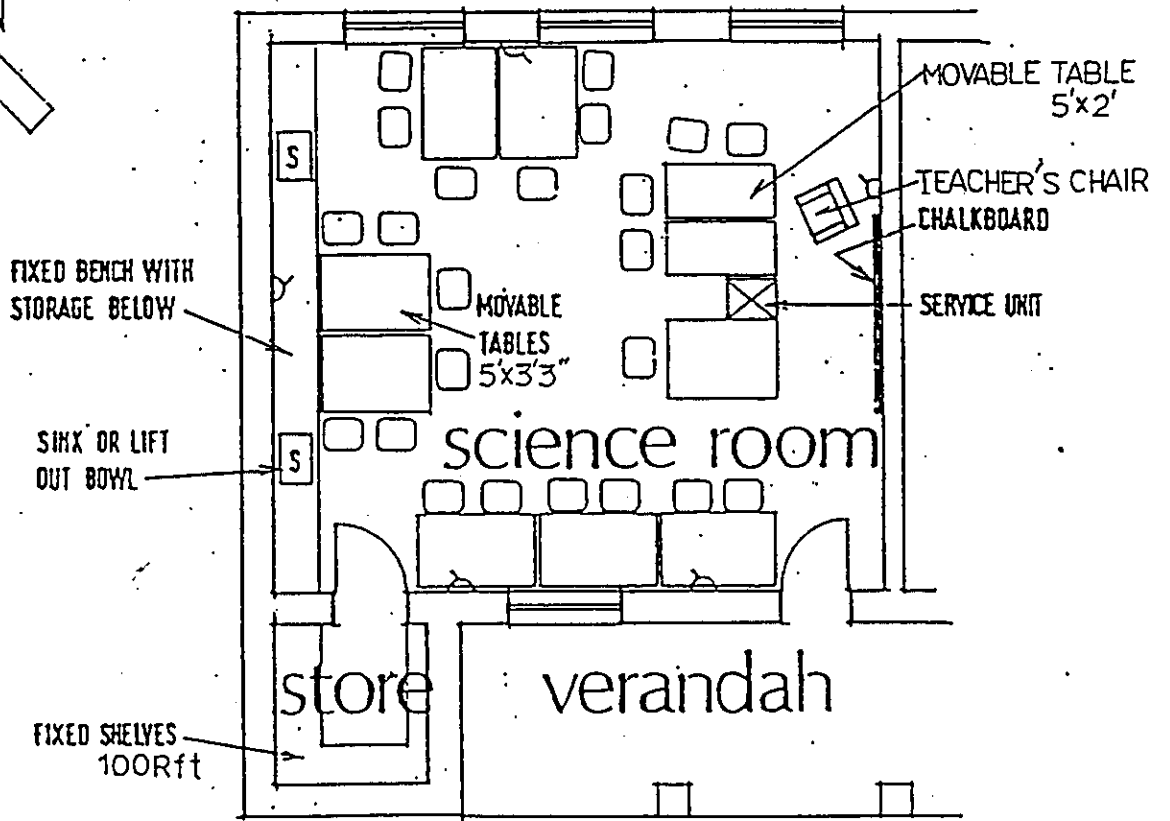 MOVABLE TABLE
5'x2'
S
TEACHER'S CHAIR
CHALKBOARD
FIXED BENCH WITH
STORAGE BELOW
MOVABLE
TABLES
5'x3'3"
SERVICE UNIT
SINK OR LIFT
OUT BOWL
S
science room
store
verandah
FIXED SHELVES
100Rft